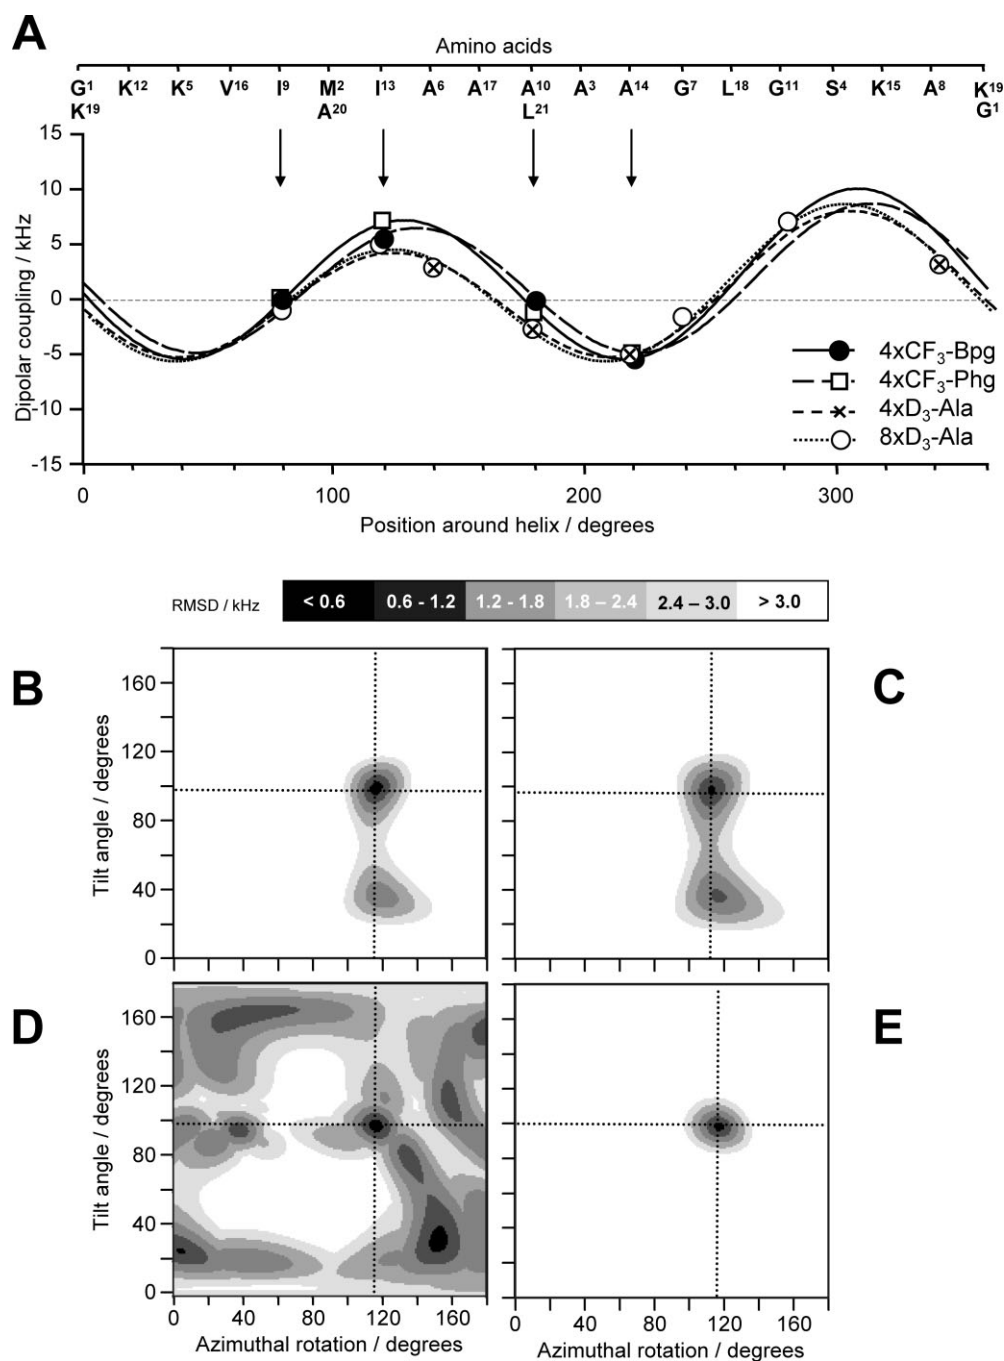 A
Amino acids
G¹ K¹² K⁵ V¹⁶ I⁹ M² I¹³ A⁶ A¹⁷ A¹⁰ A³ A¹⁴ G⁷ L¹⁸ G¹¹ S⁴ K¹⁵ A⁸ K¹⁹
K¹⁹ A²⁰ L²¹ G¹
Dipolar coupling / kHz
15
10
5
0
-5
-10
-15
4xCF₃-Bpg
4xCF₃-Phg
4xD₃-Ala
8xD₃-Ala
0 100 200 300
Position around helix / degrees
RMSD / kHz < 0.6 0.6 - 1.2 1.2 - 1.8 1.8 – 2.4 2.4 – 3.0 > 3.0
B
C
Tilt angle / degrees
160
120
80
40
0
D
E
Tilt angle / degrees
160
120
80
40
0
0 40 80 120 160 0 40 80 120 160
Azimuthal rotation / degrees Azimuthal rotation / degrees